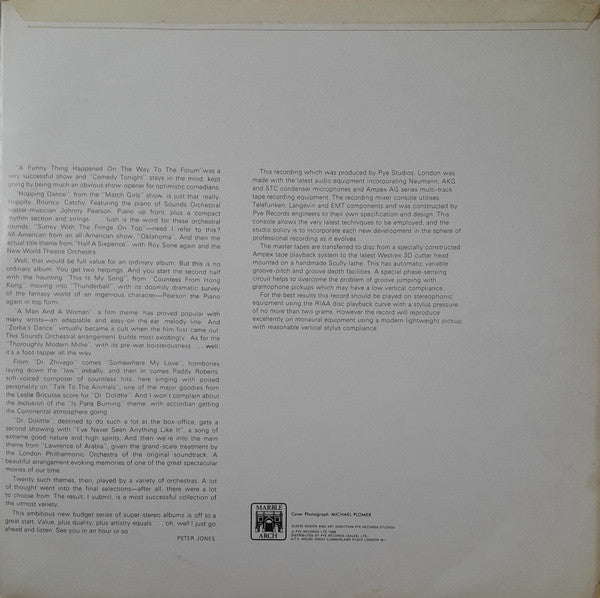 "A Funny Thing Happened On The Way To The Forum" was a
very successful show and "Comedy Tonight" stays in the mind, kept
going by being much an obvious show-opener for optimistic comedians.
"Hopping Dance", from the "Match Girls" show, is just that really.
Hoppity, Bouncy, Catchy. Featuring the piano of Sounds Orchestral
master-musician Johnny Pearson. Piano up front, plus a compact
rhythm section and strings . . . lush is the word for these orchestral
sounds. "Surrey With The Fringe On Top"—need I refer to this?
All-American from an all-American show, "Oklahoma". And then the
actual title theme from "Half A Sixpence" with Roy Sone again and the
New World Theatre Orchestra.
Well, that would be full value for an ordinary album. But this is no
ordinary album. You get two helpings. And you start the second half
with the haunting "This Is My Song" from "Countess From Hong
Kong", moving into "Thunderball" with its doomily dramatic survey
of the fantasy world of an ingenious character—Pearson the Piano
again in top form.
"A Man And A Woman" a film theme has proved popular with
many artists—an adaptable and easy-on-the ear melody line. And
"Zorba's Dance" virtually became a cult when the film first came out.
This Sounds Orchestral arrangement builds most excitingly. As for the
"Thoroughly Modern Millie", with its pre-war boisterousness . . . well,
it's a foot-tapper all the way.
From "Dr. Zhivago" comes "Somewhere My Love", trombones
laying down the "law" initially, and then in comes Paddy Roberts,
soft-voiced composer of countless hits, here singing with poised
personality on "Talk To The Animals", one of the major goodies from
the Leslie Bricusse score for "Dr. Dolittle". And I won't complain about
the inclusion of the "Is Paris Burning" theme, with accordian getting
the Continental atmosphere going.
"Dr. Dolittle", destined to do such a lot at the box-office, gets a
second showing with "I've Never Seen Anything Like It", a song of
extreme good nature and high spirits. And then we're into the main
theme from "Lawrence of Arabia", given the grand-scale treatment by
the London Philharmonic Orchestra of the original soundtrack. A
beautiful arrangement evoking memories of one of the great spectacular
movies of our time.
Twenty such themes, then, played by a variety of orchestras. A lot
of thought went into the final selections—after all, there were a lot
to choose from. The result, I submit, is a most successful collection of
the utmost variety.
This ambitious new budget series of super-stereo albums is off to a
great start. Value, plus quality, plus artistry equals . . . oh, well! just go
ahead and listen. See you in an hour or so . . .
PETER JONES
This recording which was produced by Pye Studios, London was
made with the latest audio equipment incorporating Neumann, AKG
and STC condenser microphones and Ampex AG series multi-track
tape recording equipment. The recording mixer console utilises
Telefunken, Langevin and EMT components and was constructed by
Pye Records engineers to their own specification and design. This
console allows the very latest techniques to be employed, and the
studio policy is to incorporate each new development in the sphere of
professional recording as it evolves.
The master tapes are transferred to disc from a specially constructed
Ampex tape playback system to the latest Westrex 3D cutter head
mounted on a handmade Scully lathe. This has automatic variable
groove-pitch and groove depth facilities. A special phase-sensing
circuit helps to overcome the problem of groove jumping with
gramophone pickups which may have a low vertical compliance.
For the best results this record should be played on stereophonic
equipment using the RIAA disc playback curve with a stylus pressure
of no more than two grams. However the record will reproduce
excellently on monaural equipment using a modern lightweight pickup
with reasonable vertical stylus compliance.
MARBLE
ARCH
Cover Photograph: MICHAEL PLOMER
SLEEVE DESIGN AND ART DIRECTION PYE RECORDS STUDIOS
© PYE RECORDS LTD 1968
DISTRIBUTED BY PYE RECORDS (SALES) LTD.,
A.T.V. HOUSE GREAT CUMBERLAND PLACE LONDON W.1